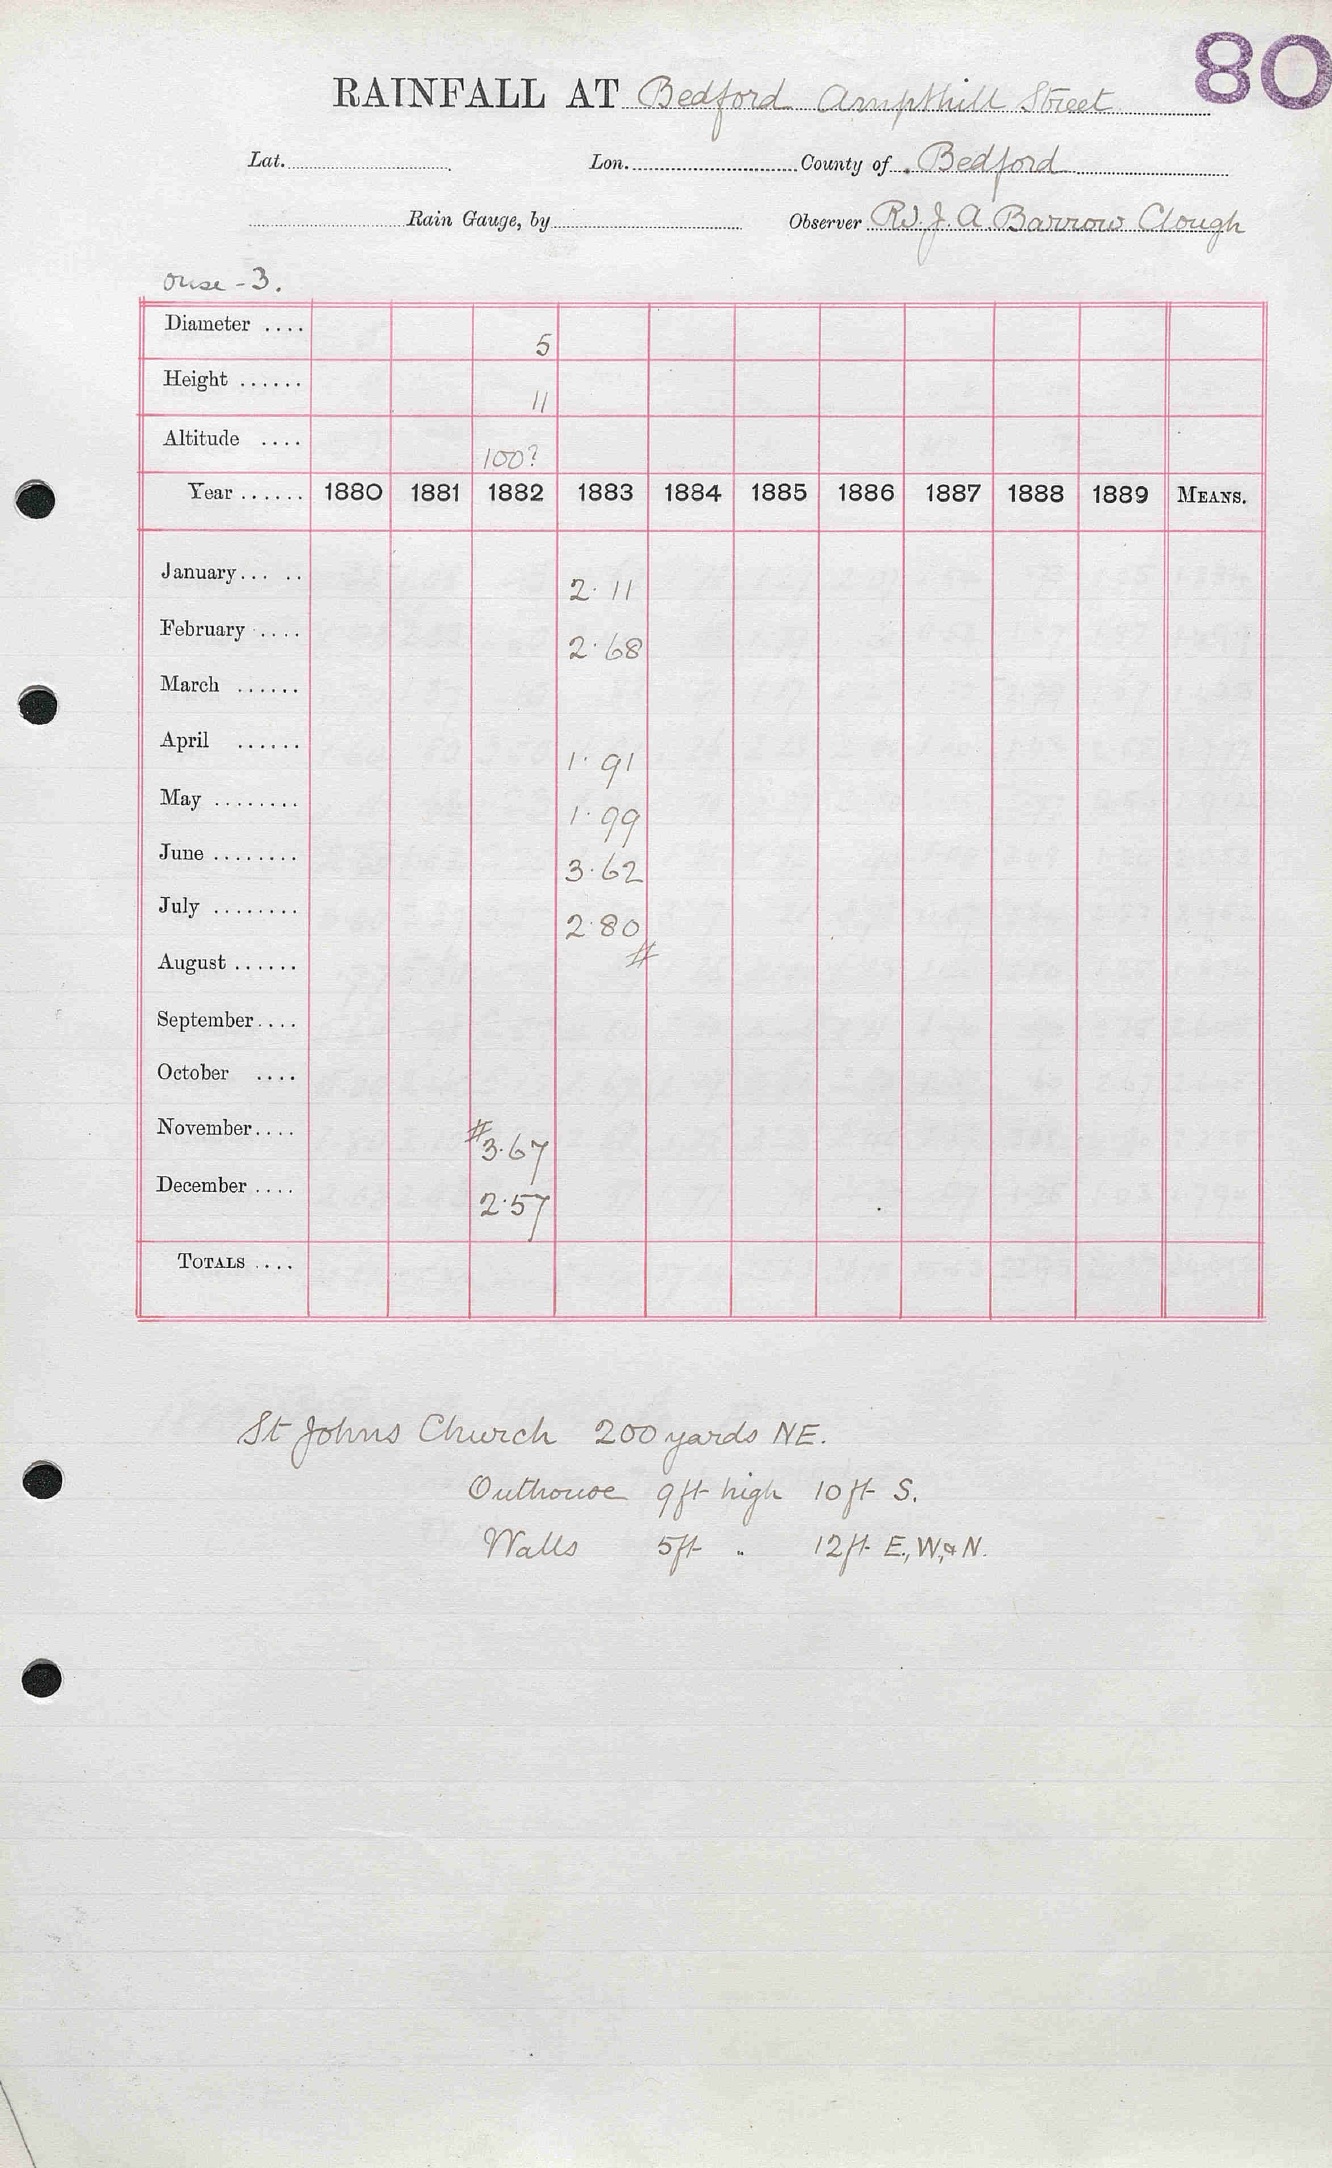 80
RAINFALL AT Bedford Ampthill Street
Lat. Lon. County of Bedford
Rain Gauge, by Observer Rev. J. A. Barrow Clough
Ouse - 3.
Diameter .... 5
Height ...... 11
Altitude .... 100?
Year ...... 1880 1881 1882 1883 1884 1885 1886 1887 1888 1889 MEANS.
January... .. 2.11
February .... 2.68
March ......
April ...... 1.91
May ........ 1.99
June ........ 3.62
July ........ 2.80
August ...... #
September....
October ....
November.... # 3.67
December .... 2.57
TOTALS ....
St Johns Church 200 yards NE.
Outhouse 9ft high 10ft S.
Walls 5ft " 12ft E., W, & N.